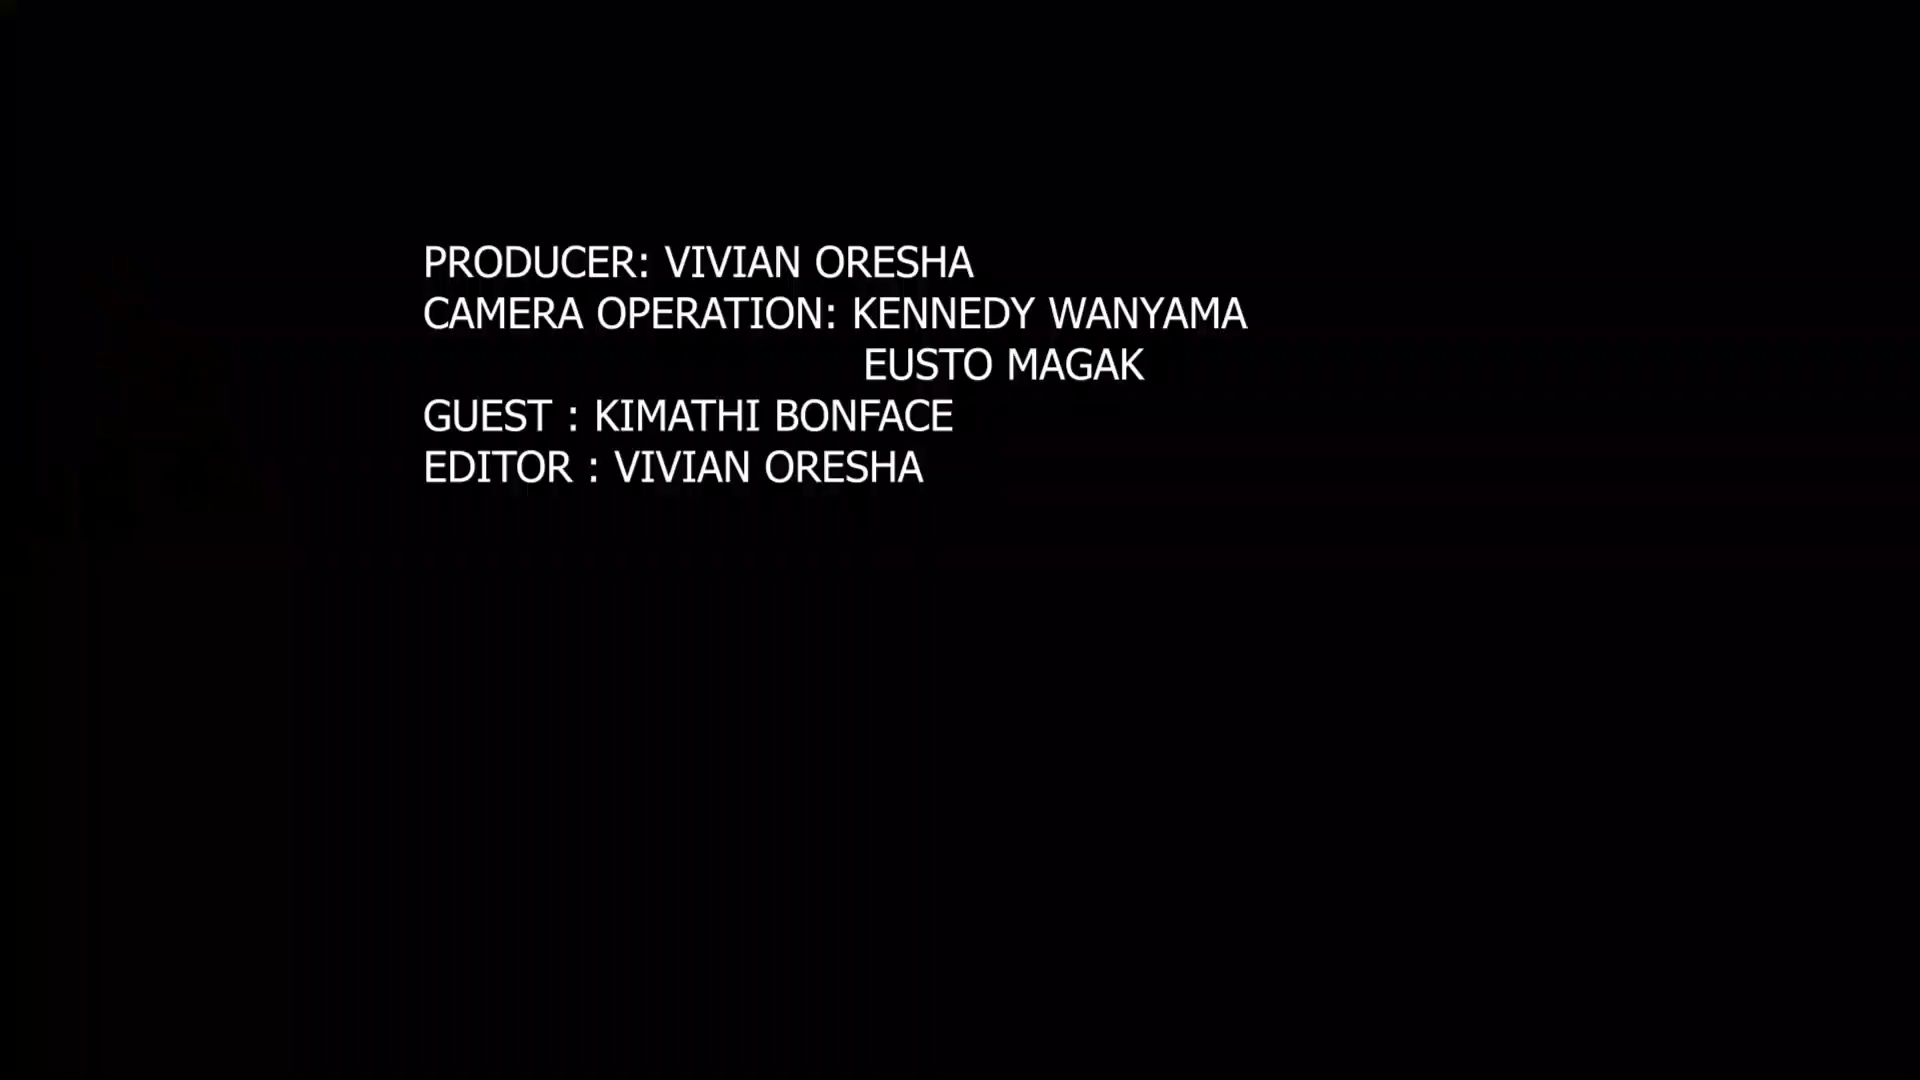 PRODUCER: VIVIAN ORESHA
CAMERA OPERATION: KENNEDY WANYAMA
EUSTO MAGAK
GUEST : KIMATHI BONFACE
EDITOR : VIVIAN ORESHA